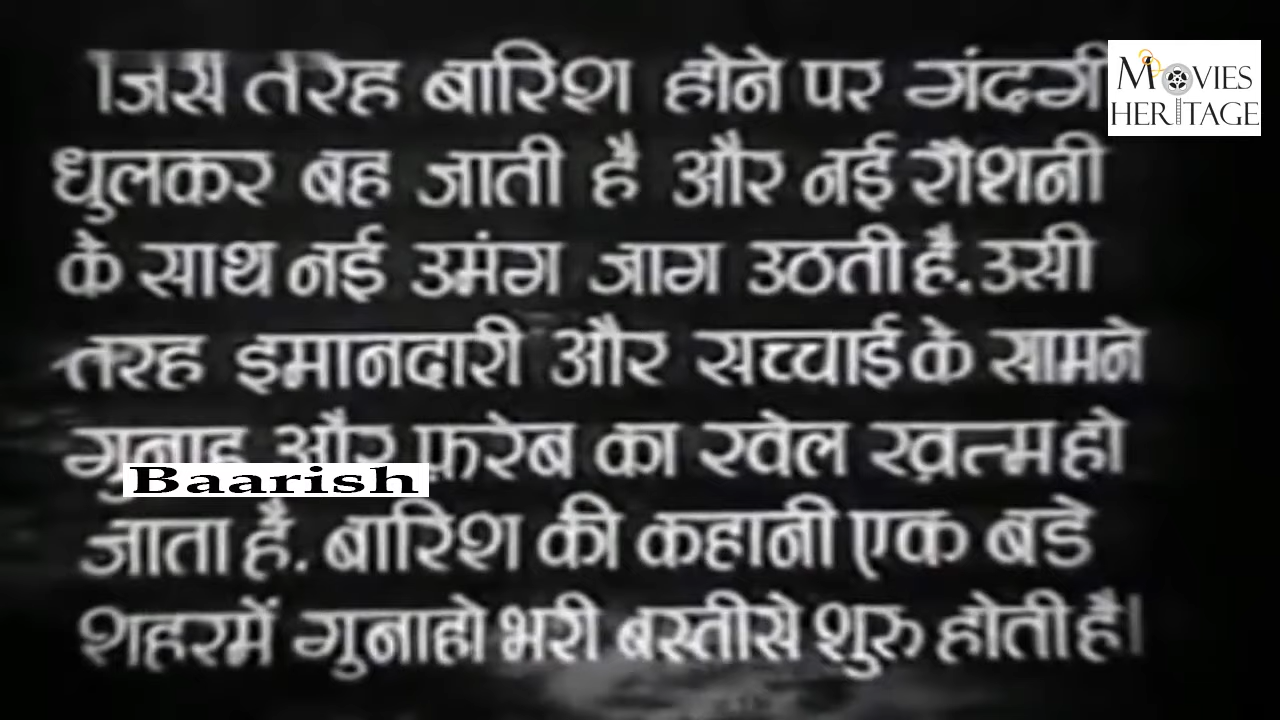 जिस तरह बारिश होने पर गंदगी
धुलकर बह जाती है और नई रोशनी
के साथ नई उमंग जाग उठती है. उसी
तरह इमानदारी और सच्चाई के सामने
गुनाह और फ़रेब का खेल ख़त्म हो
जाता है. बारिश की कहानी एक बडे
शहरमें गुनाहो भरी बस्तीसे शुरु होती है।
Baarish
MOVIES
HERITAGE